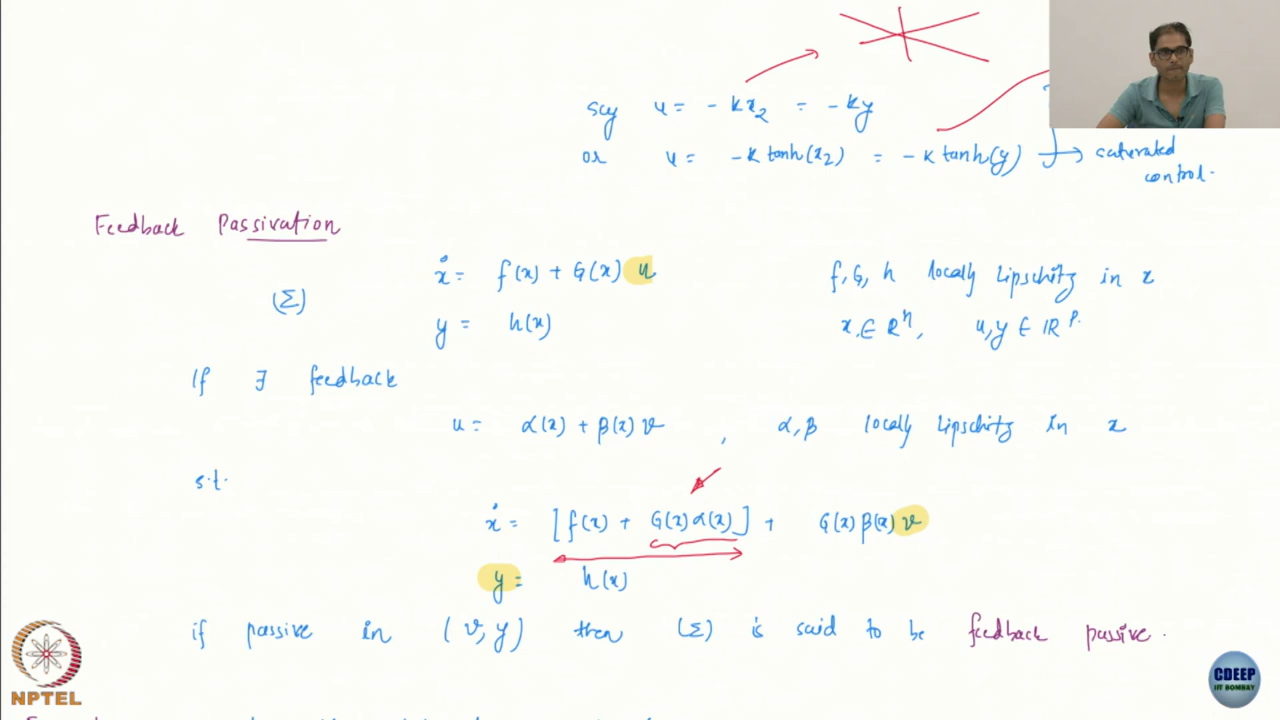 say u = - k x₂ = - k y
or u = - k tanh(x₂) = - k tanh(y) → saturated control.
Feedback Passivation
(Σ) ẋ = f(x) + G(x) u f, G, h locally Lipschitz in x
y = h(x) x ∈ ℝⁿ, u, y ∈ ℝᵖ.
If ∃ feedback
u = α(x) + β(x) v , α, β locally Lipschitz in x
s.t.
ẋ = [f(x) + G(x) α(x)] + G(x) β(x) v
y = h(x)
if passive in (v, y) then (Σ) is said to be feedback passive.
NPTEL
CDEEP
IIT BOMBAY